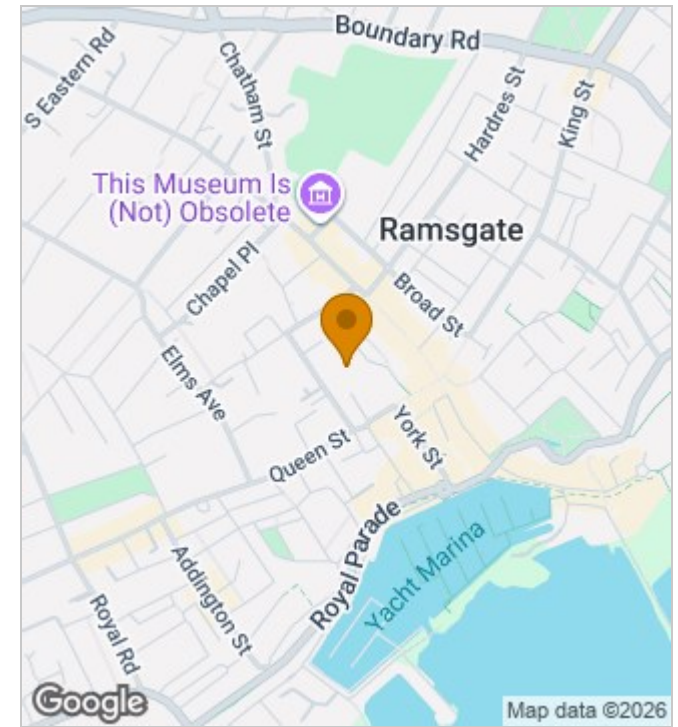 Boundary Rd
S Eastern Rd
Chatham St
Hardres St
King St
This Museum Is
(Not) Obsolete
Ramsgate
Chapel Pl
Broad St
Elms Ave
York St
Queen St
Royal Parade
Yacht Marina
Addington St
Royal Rd
Google
Map data ©2026